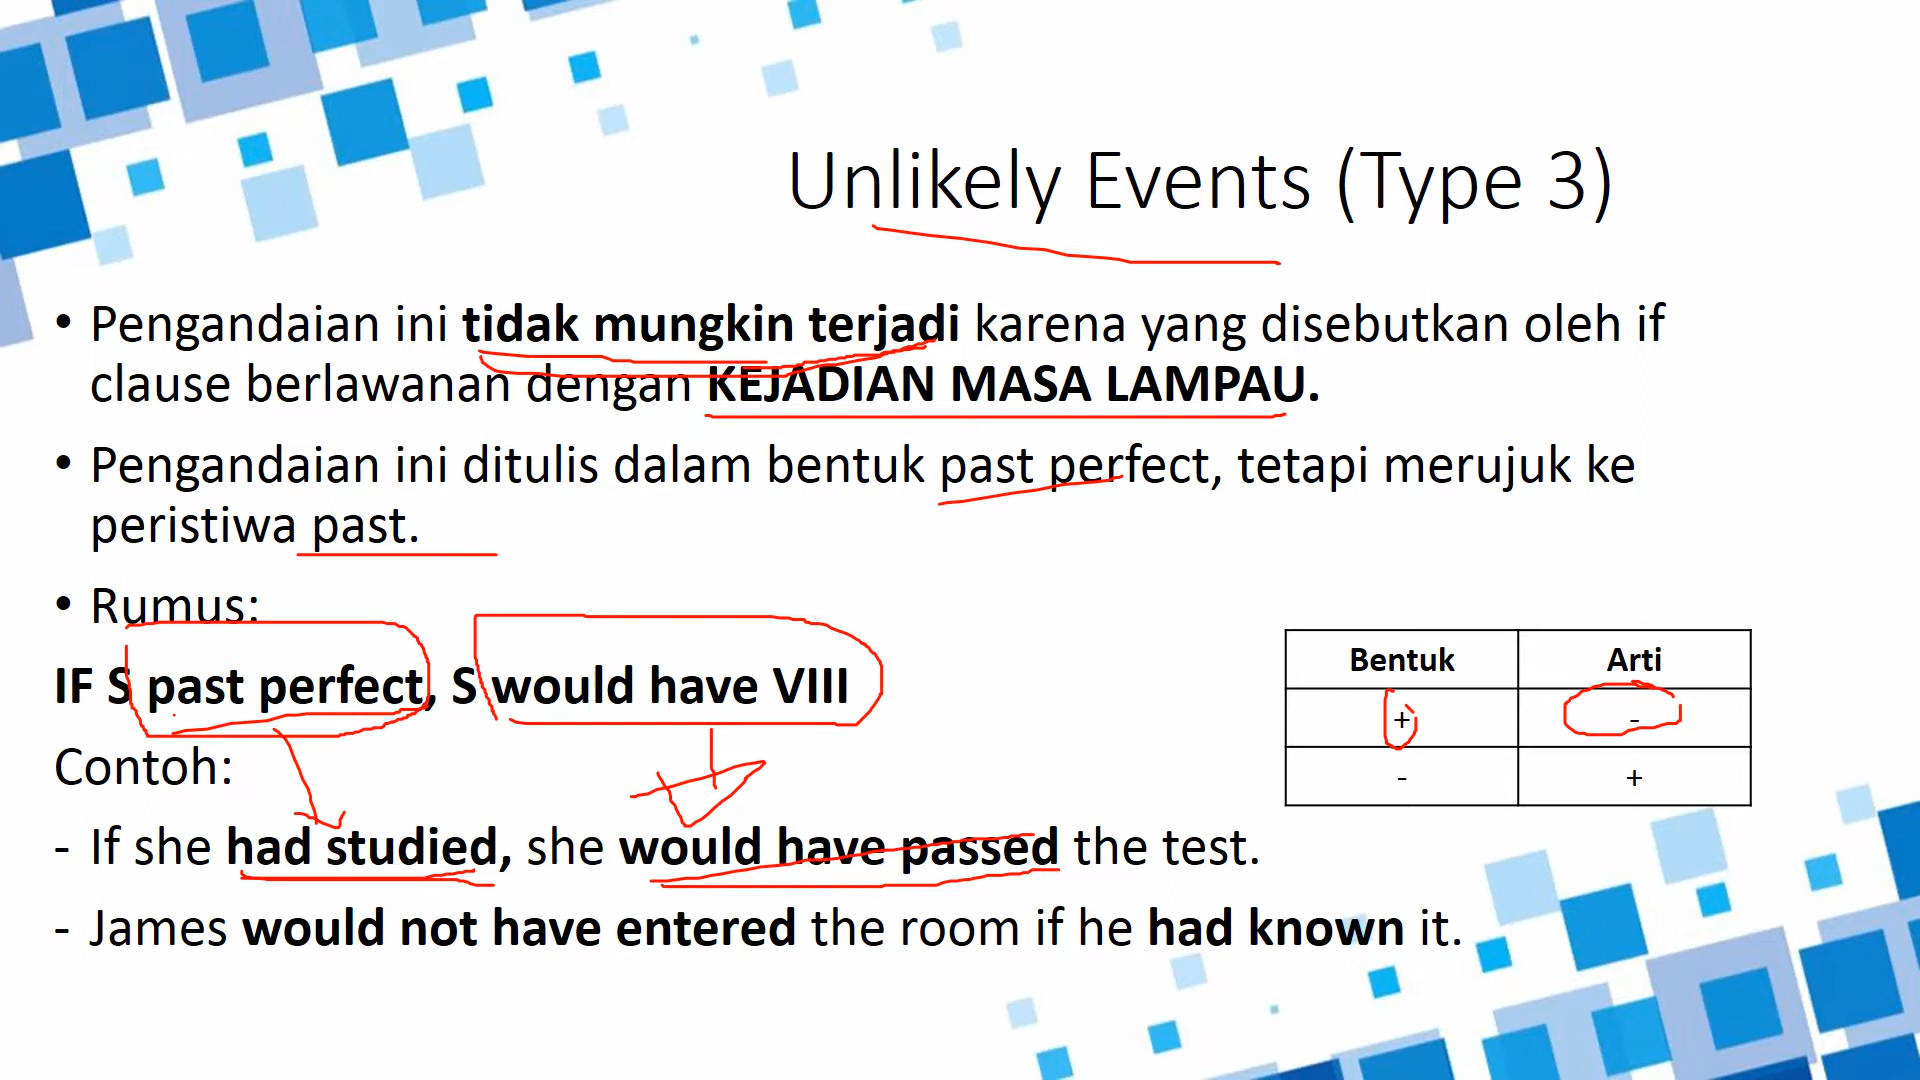 Unlikely Events (Type 3)
• Pengandaian ini tidak mungkin terjadi karena yang disebutkan oleh if
clause berlawanan dengan KEJADIAN MASA LAMPAU.
• Pengandaian ini ditulis dalam bentuk past perfect, tetapi merujuk ke
peristiwa past.
• Rumus:
IF S past perfect, S would have VIII
Contoh:
- If she had studied, she would have passed the test.
- James would not have entered the room if he had known it.
Bentuk Arti
+ -
- +